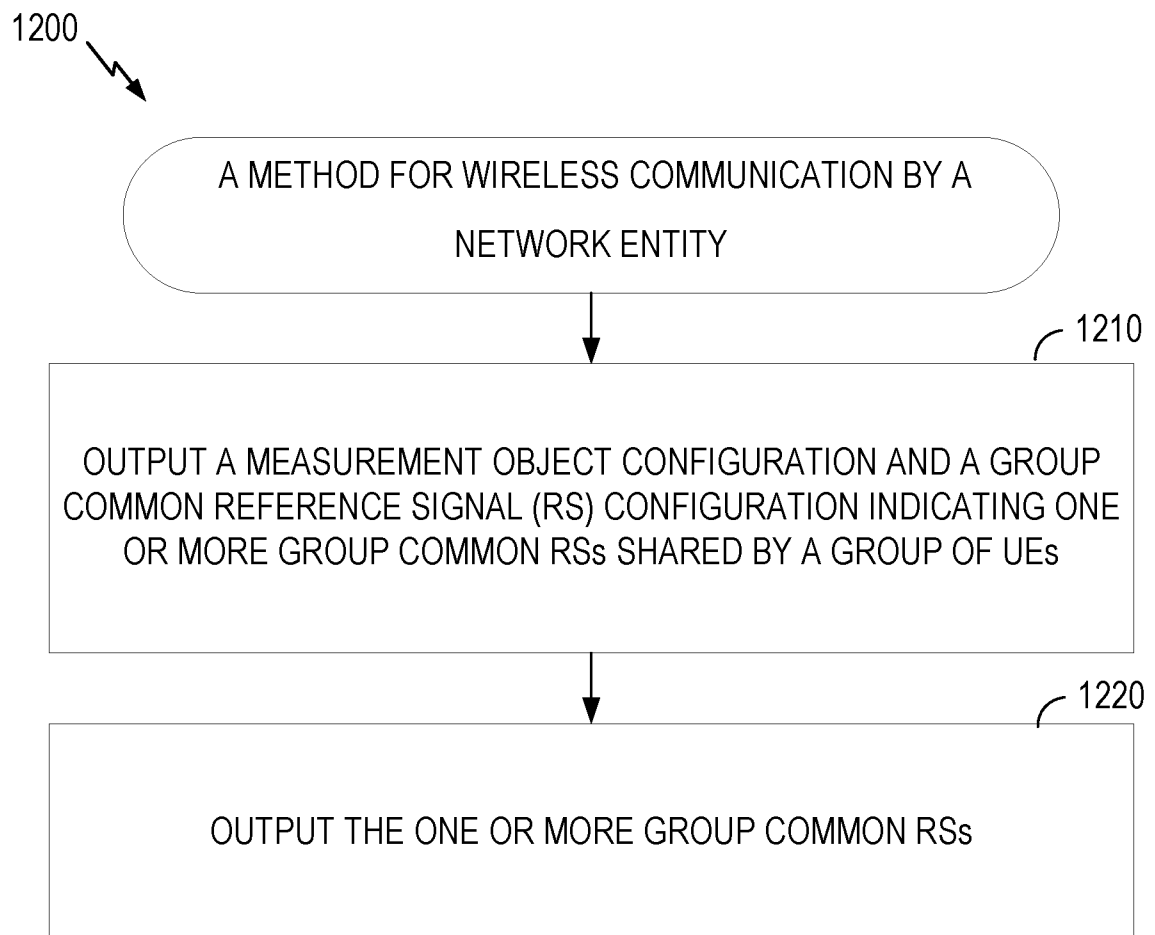 1200
A METHOD FOR WIRELESS COMMUNICATION BY A
NETWORK ENTITY
1210
OUTPUT A MEASUREMENT OBJECT CONFIGURATION AND A GROUP
COMMON REFERENCE SIGNAL (RS) CONFIGURATION INDICATING ONE
OR MORE GROUP COMMON RSs SHARED BY A GROUP OF UEs
1220
OUTPUT THE ONE OR MORE GROUP COMMON RSs